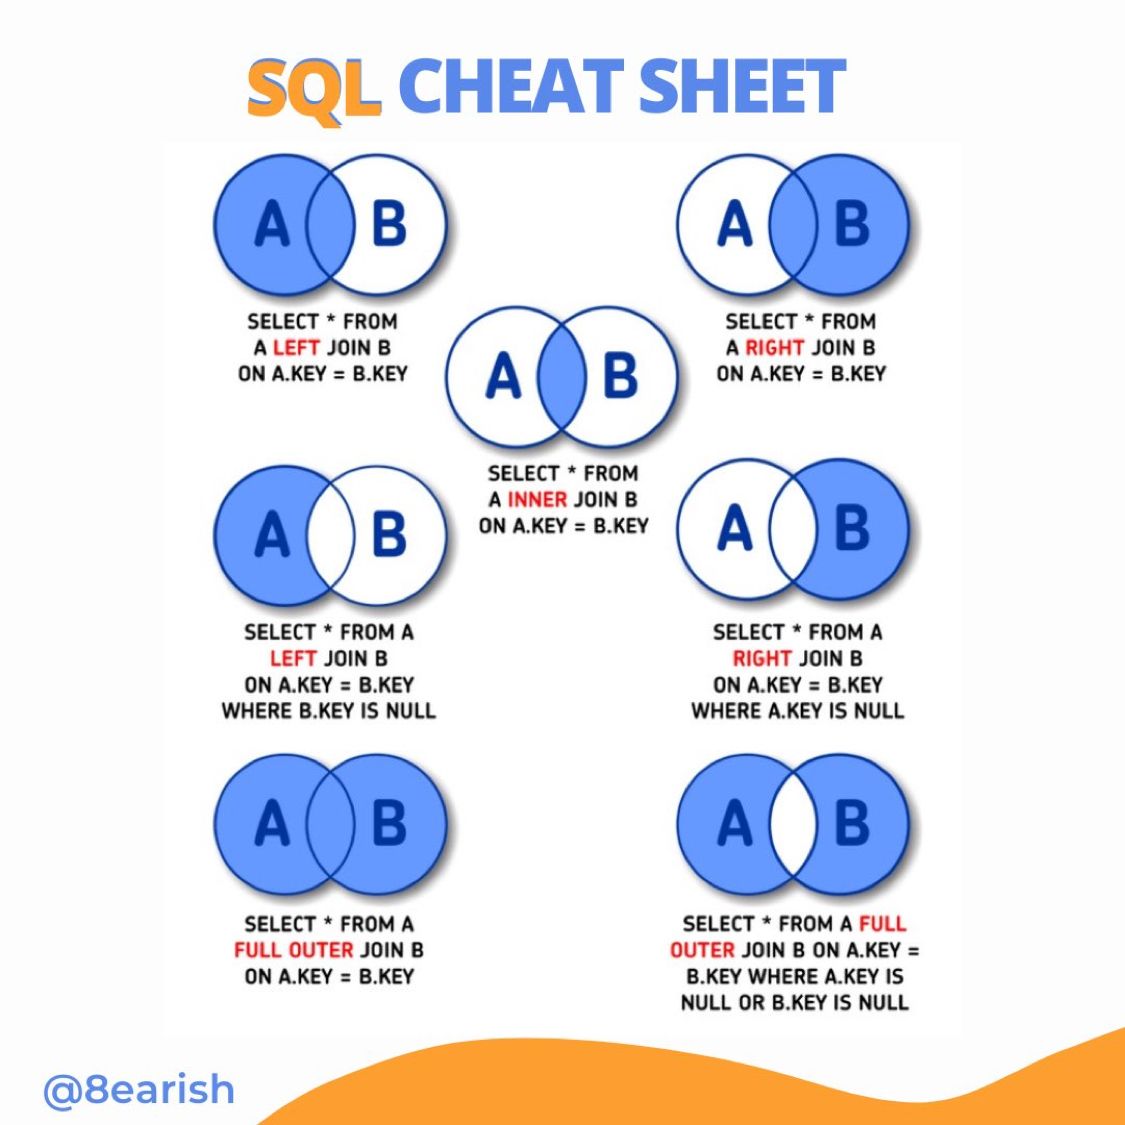 SQL CHEAT SHEET
A B
SELECT * FROM
A LEFT JOIN B
ON A.KEY = B.KEY
A B
SELECT * FROM
A RIGHT JOIN B
ON A.KEY = B.KEY
A B
SELECT * FROM
A INNER JOIN B
ON A.KEY = B.KEY
A B
SELECT * FROM A
LEFT JOIN B
ON A.KEY = B.KEY
WHERE B.KEY IS NULL
A B
SELECT * FROM A
RIGHT JOIN B
ON A.KEY = B.KEY
WHERE A.KEY IS NULL
A B
SELECT * FROM A
FULL OUTER JOIN B
ON A.KEY = B.KEY
A B
SELECT * FROM A FULL
OUTER JOIN B ON A.KEY =
B.KEY WHERE A.KEY IS
NULL OR B.KEY IS NULL
@8earish